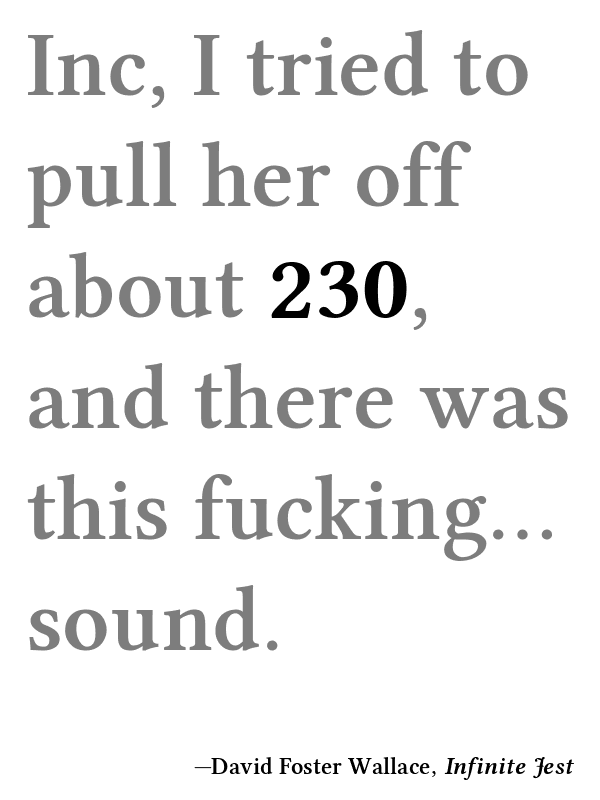 Inc, I tried to
pull her off
about 230,
and there was
this fucking…
sound.
—David Foster Wallace, Infinite Jest